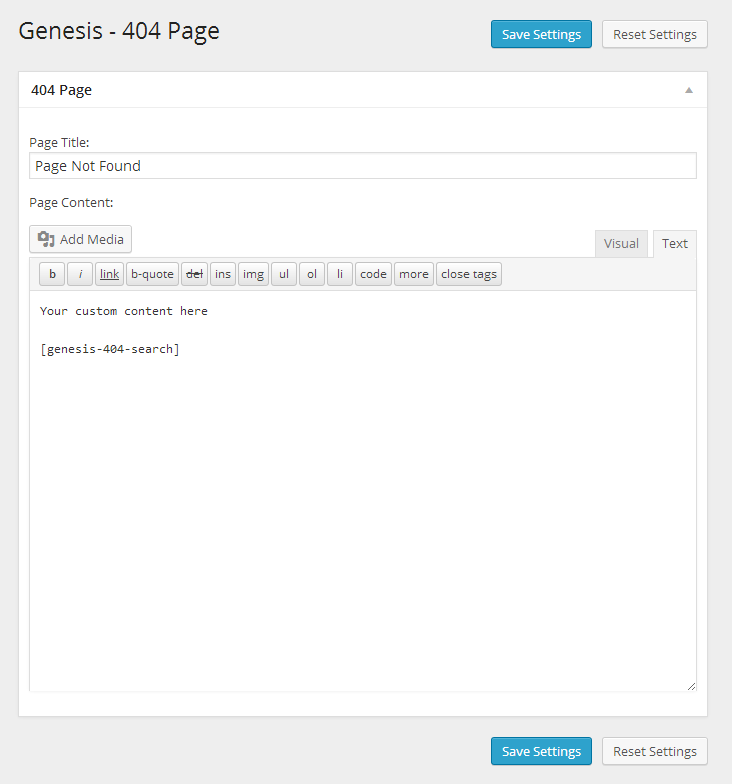 Genesis - 404 Page
Save Settings
Reset Settings
404 Page
Page Title:
Page Not Found
Page Content:
Add Media
Visual
Text
b
i
link
b-quote
del
ins
img
ul
ol
li
code
more
close tags
Your custom content here
[genesis-404-search]
Save Settings
Reset Settings